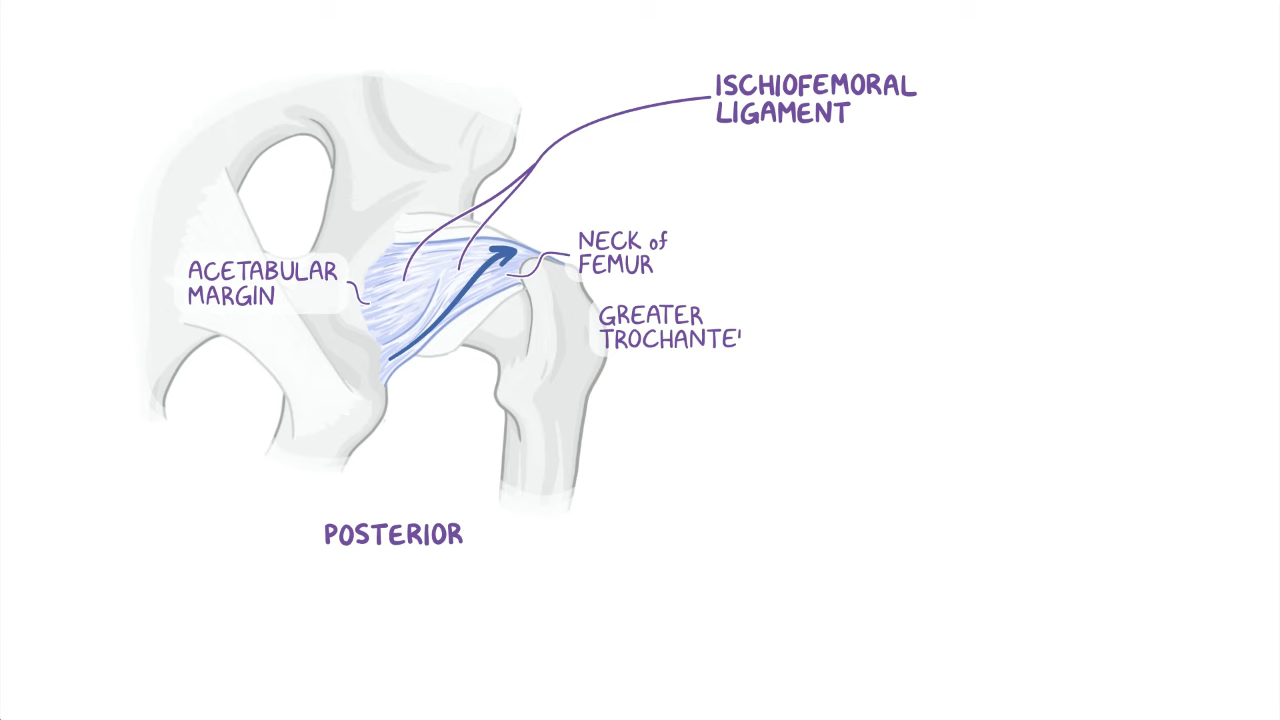 ISCHIOFEMORAL
LIGAMENT
NECK of
FEMUR
ACETABULAR
MARGIN
GREATER
TROCHANTE'
POSTERIOR